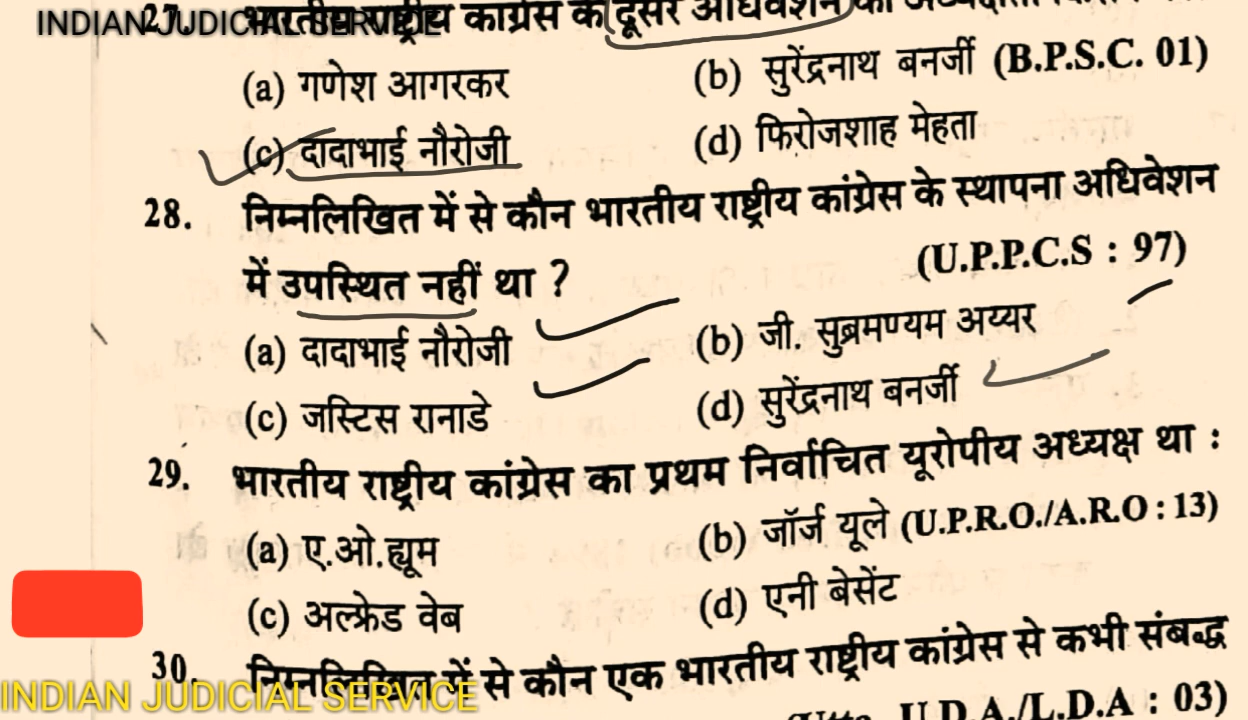 INDIAN JUDICIAL SERVICE
27. भारतीय राष्ट्रीय कांग्रेस के दूसरे अधिवेशन की
(a) गणेश आगरकर (b) सुरेंद्रनाथ बनर्जी (B.P.S.C. 01)
(c) दादाभाई नौरोजी (d) फिरोजशाह मेहता
28. निम्नलिखित में से कौन भारतीय राष्ट्रीय कांग्रेस के स्थापना अधिवेशन
में उपस्थित नहीं था ? (U.P.P.C.S : 97)
(a) दादाभाई नौरोजी (b) जी. सुब्रमण्यम अय्यर
(c) जस्टिस रानाडे (d) सुरेंद्रनाथ बनर्जी
29. भारतीय राष्ट्रीय कांग्रेस का प्रथम निर्वाचित यूरोपीय अध्यक्ष था :
(a) ए.ओ.ह्यूम (b) जॉर्ज यूले (U.P.R.O./A.R.O : 13)
(c) अल्फ्रेड वेब (d) एनी बेसेंट
30. निम्नलिखित में से कौन एक भारतीय राष्ट्रीय कांग्रेस से कभी संबद्ध
INDIAN JUDICIAL SERVICE
U.D.A./L.D.A : 03)